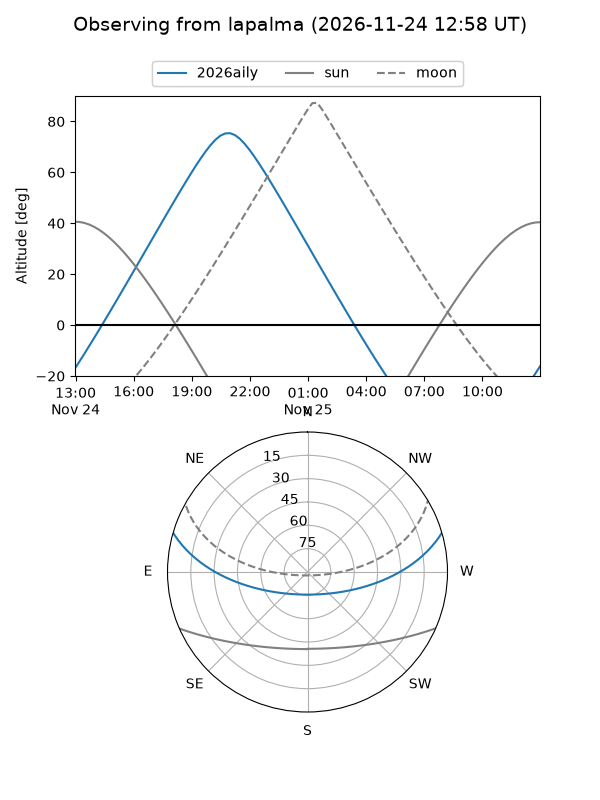 Observing from lapalma (2026-11-24 12:58 UT)
2026aily sun moon
Altitude [deg]
80
60
40
20
0
−20
13:00 16:00 19:00 22:00 01:00 04:00 07:00 10:00
Nov 24 Nov 25
N
NE NW
15
30
45
60
75
E W
SE SW
S